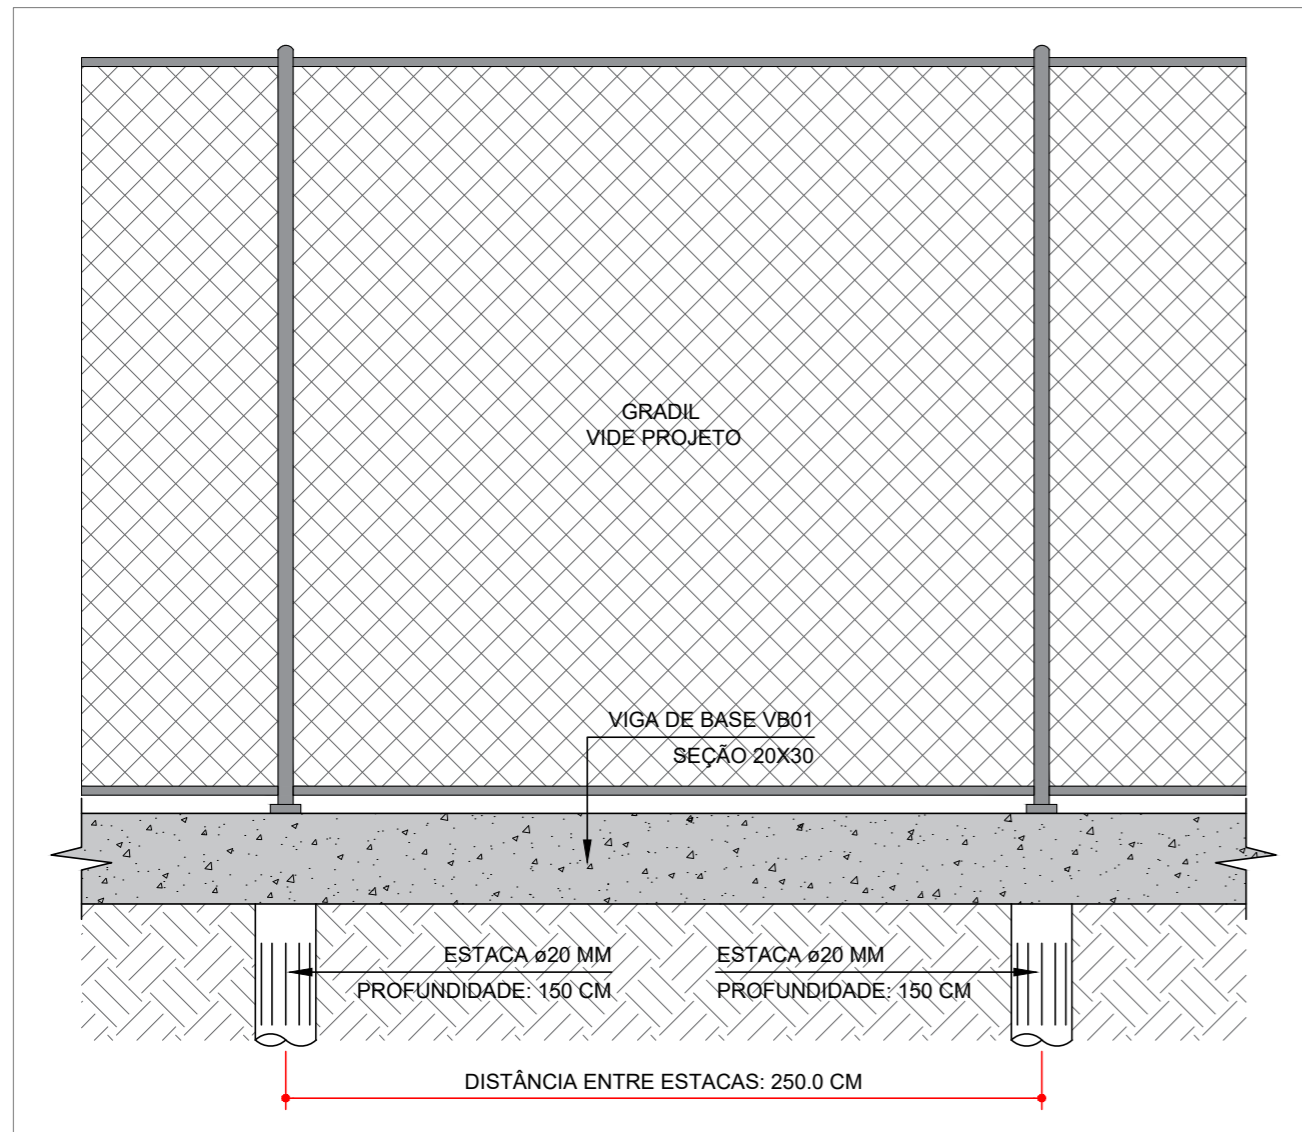 GRADIL
VIDE PROJETO
VIGA DE BASE VB01
SEÇÃO 20X30
ESTACA ø20 MM
PROFUNDIDADE: 150 CM
ESTACA ø20 MM
PROFUNDIDADE: 150 CM
DISTÂNCIA ENTRE ESTACAS: 250.0 CM